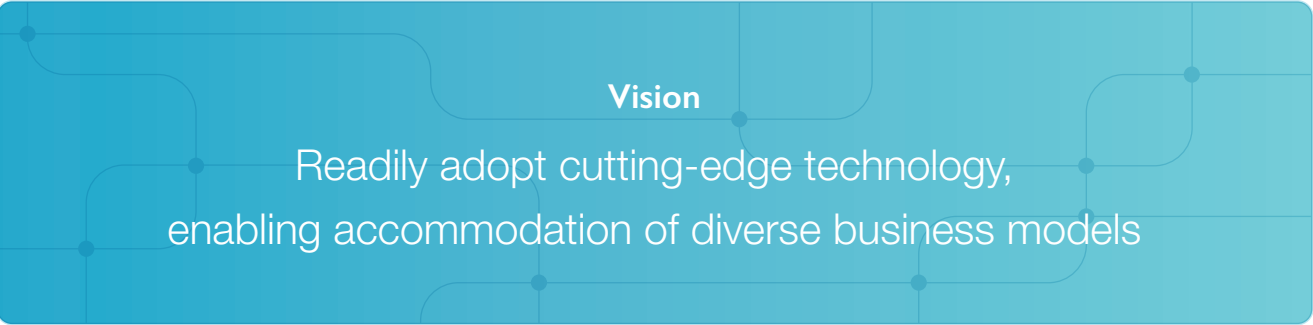 Vision
Readily adopt cutting-edge technology,
enabling accommodation of diverse business models